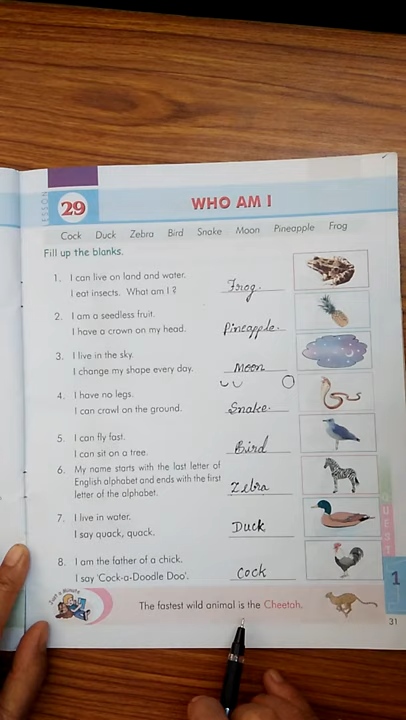 LESSON
29
WHO AM I
Cock Duck Zebra Bird Snake Moon Pineapple Frog
Fill up the blanks.
1. I can live on land and water.
I eat insects. What am I ? Frog.
2. I am a seedless fruit.
I have a crown on my head. Pineapple.
3. I live in the sky.
I change my shape every day. Moon
4. I have no legs.
I can crawl on the ground. Snake.
5. I can fly fast.
I can sit on a tree. Bird
6. My name starts with the last letter of
English alphabet and ends with the first
letter of the alphabet. Zebra
7. I live in water.
I say quack, quack. Duck
8. I am the father of a chick.
I say 'Cock-a-Doodle Doo'. Cock
Just a Minute
The fastest wild animal is the Cheetah.
QUEST
1
31